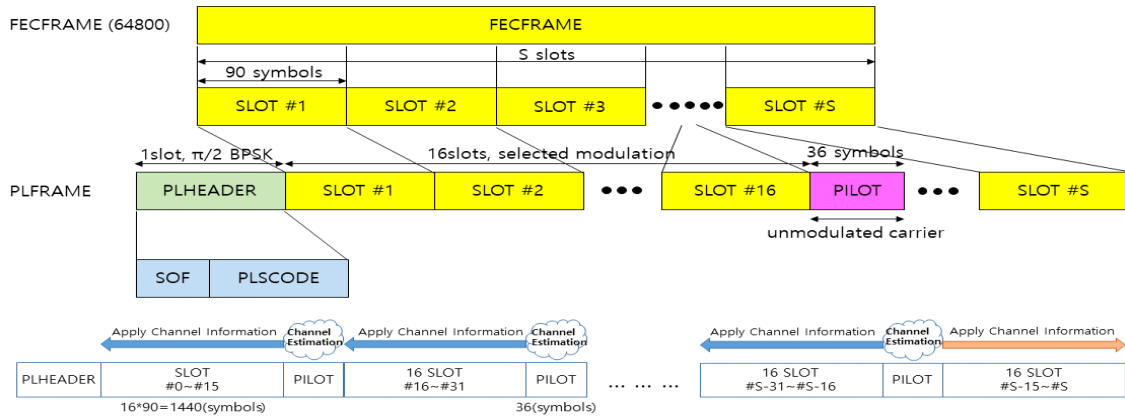 FECFRAME (64800)
FECFRAME
S slots
90 symbols
SLOT #1
SLOT #2
SLOT #3
SLOT #S
1slot, π/2 BPSK
16slots, selected modulation
36 symbols
PLFRAME
PLHEADER
SLOT #1
SLOT #2
SLOT #16
PILOT
SLOT #S
unmodulated carrier
SOF
PLSCODE
Apply Channel Information
Channel
Estimation
Apply Channel Information
Channel
Estimation
Apply Channel Information
Channel
Estimation
Apply Channel Information
PLHEADER
SLOT
#0~#15
PILOT
16 SLOT
#16~#31
PILOT
... ... ...
16 SLOT
#S-31~#S-16
PILOT
16 SLOT
#S-15~#S
16*90=1440(symbols)
36(symbols)